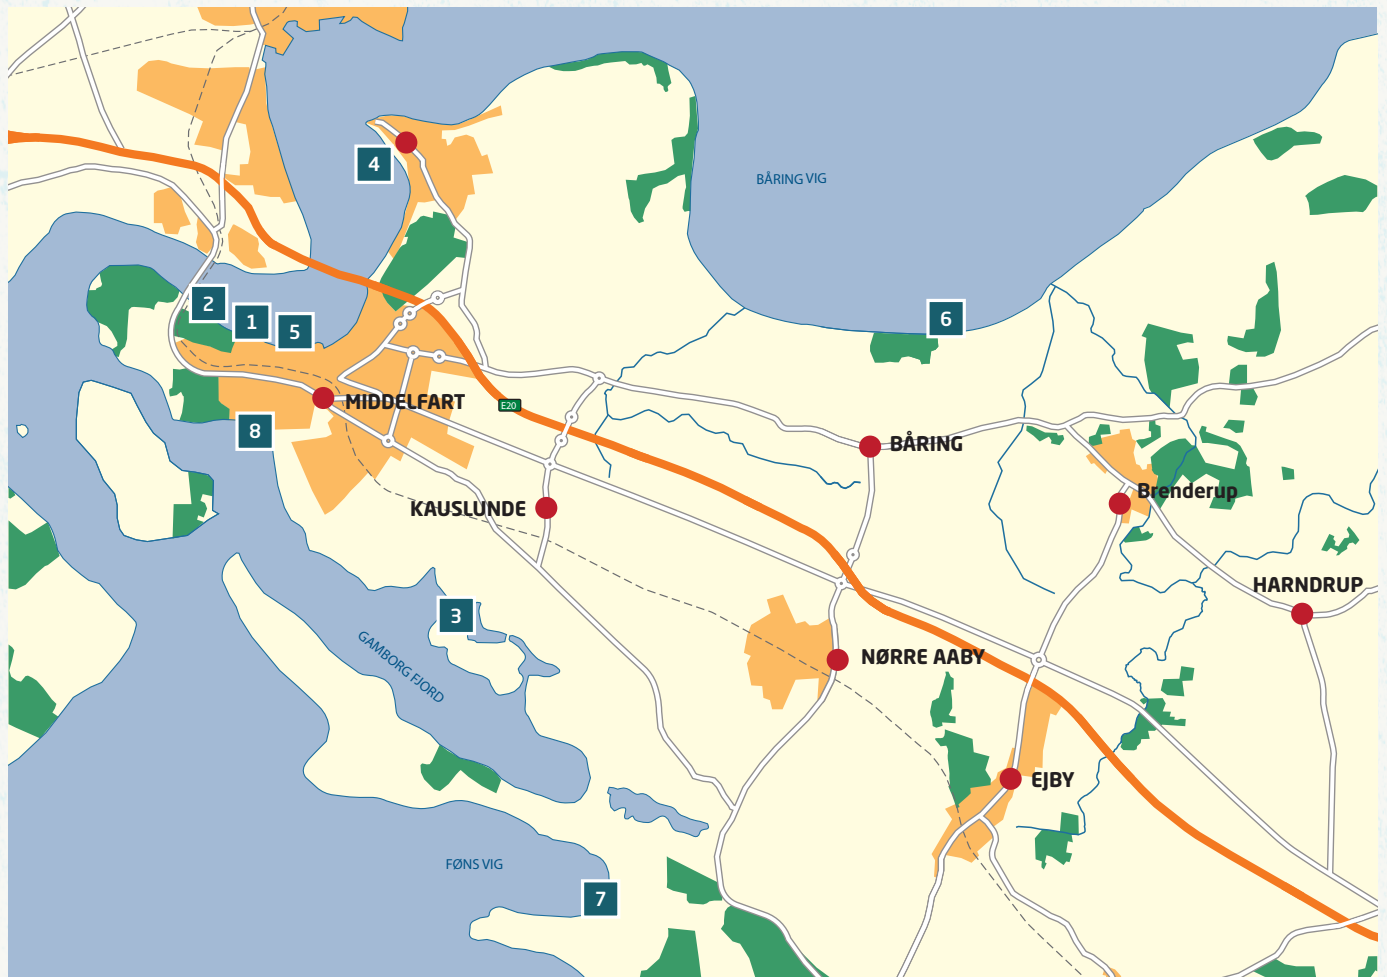 4
BÅRING VIG
2
1
5
6
MIDDELFART
E20
8
BÅRING
KAUSLUNDE
Brenderup
HARNDRUP
3
GAMBORG FJORD
NØRRE AABY
EJBY
FØNS VIG
7